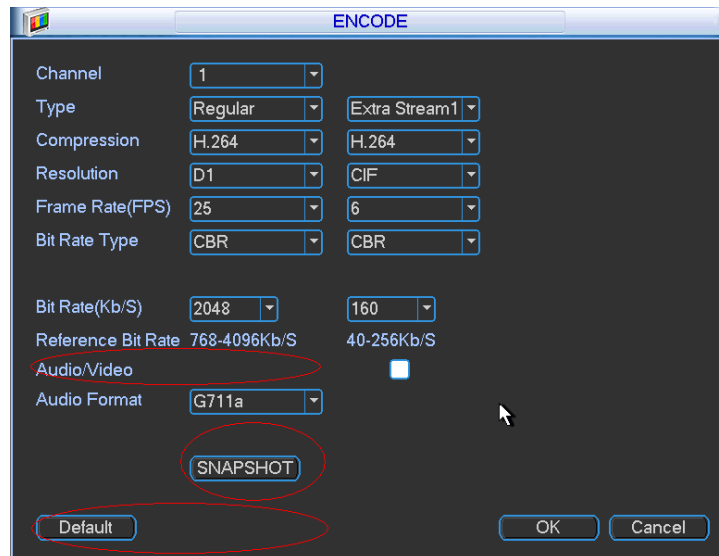 ENCODE
Channel 1
Type Regular Extra Stream1
Compression H.264 H.264
Resolution D1 CIF
Frame Rate(FPS) 25 6
Bit Rate Type CBR CBR
Bit Rate(Kb/S) 2048 160
Reference Bit Rate 768-4096Kb/S 40-256Kb/S
Audio/Video
Audio Format G711a
SNAPSHOT
Default OK Cancel